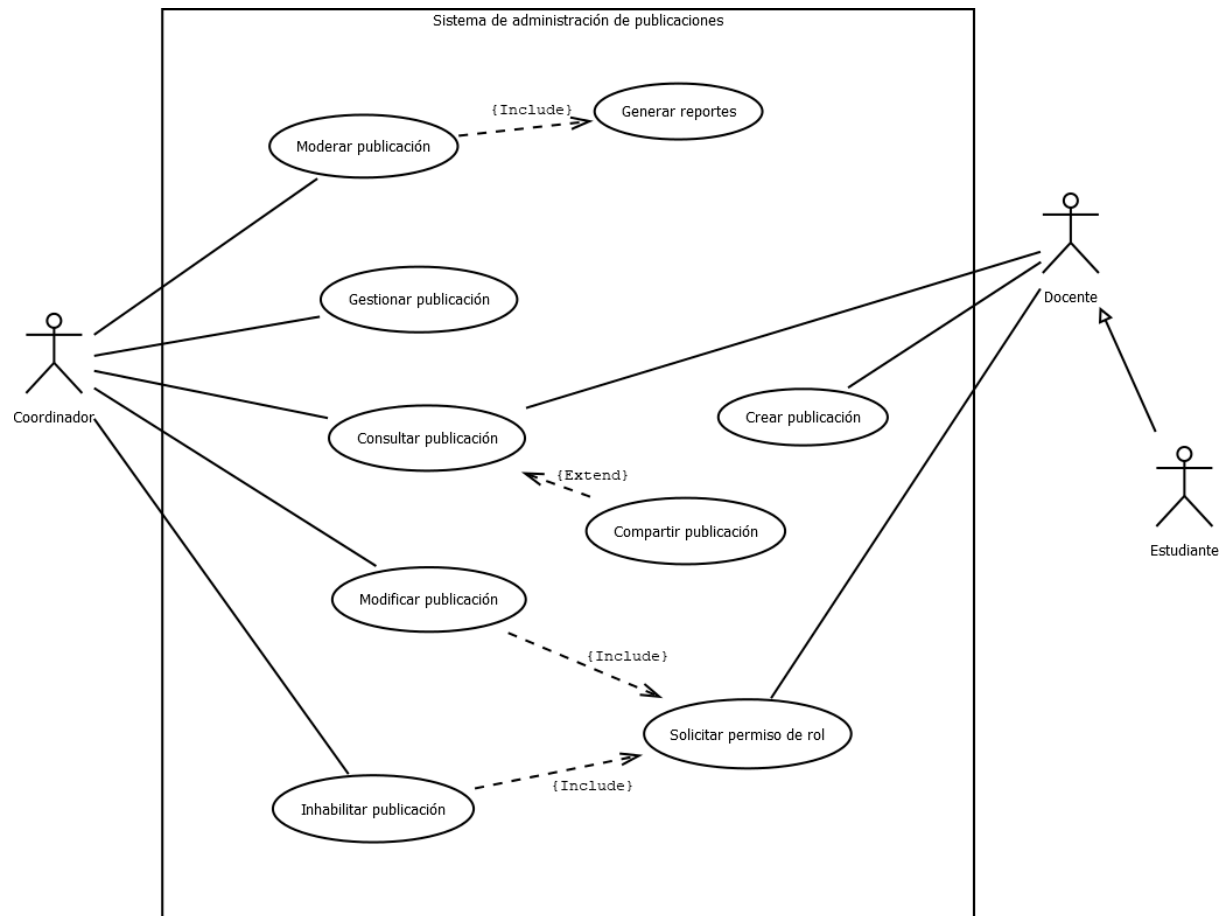 Sistema de administración de publicaciones
{Include}
Generar reportes
Moderar publicación
Gestionar publicación
Docente
Coordinador
Consultar publicación
Crear publicación
{Extend}
Compartir publicación
Estudiante
Modificar publicación
{Include}
Solicitar permiso de rol
{Include}
Inhabilitar publicación